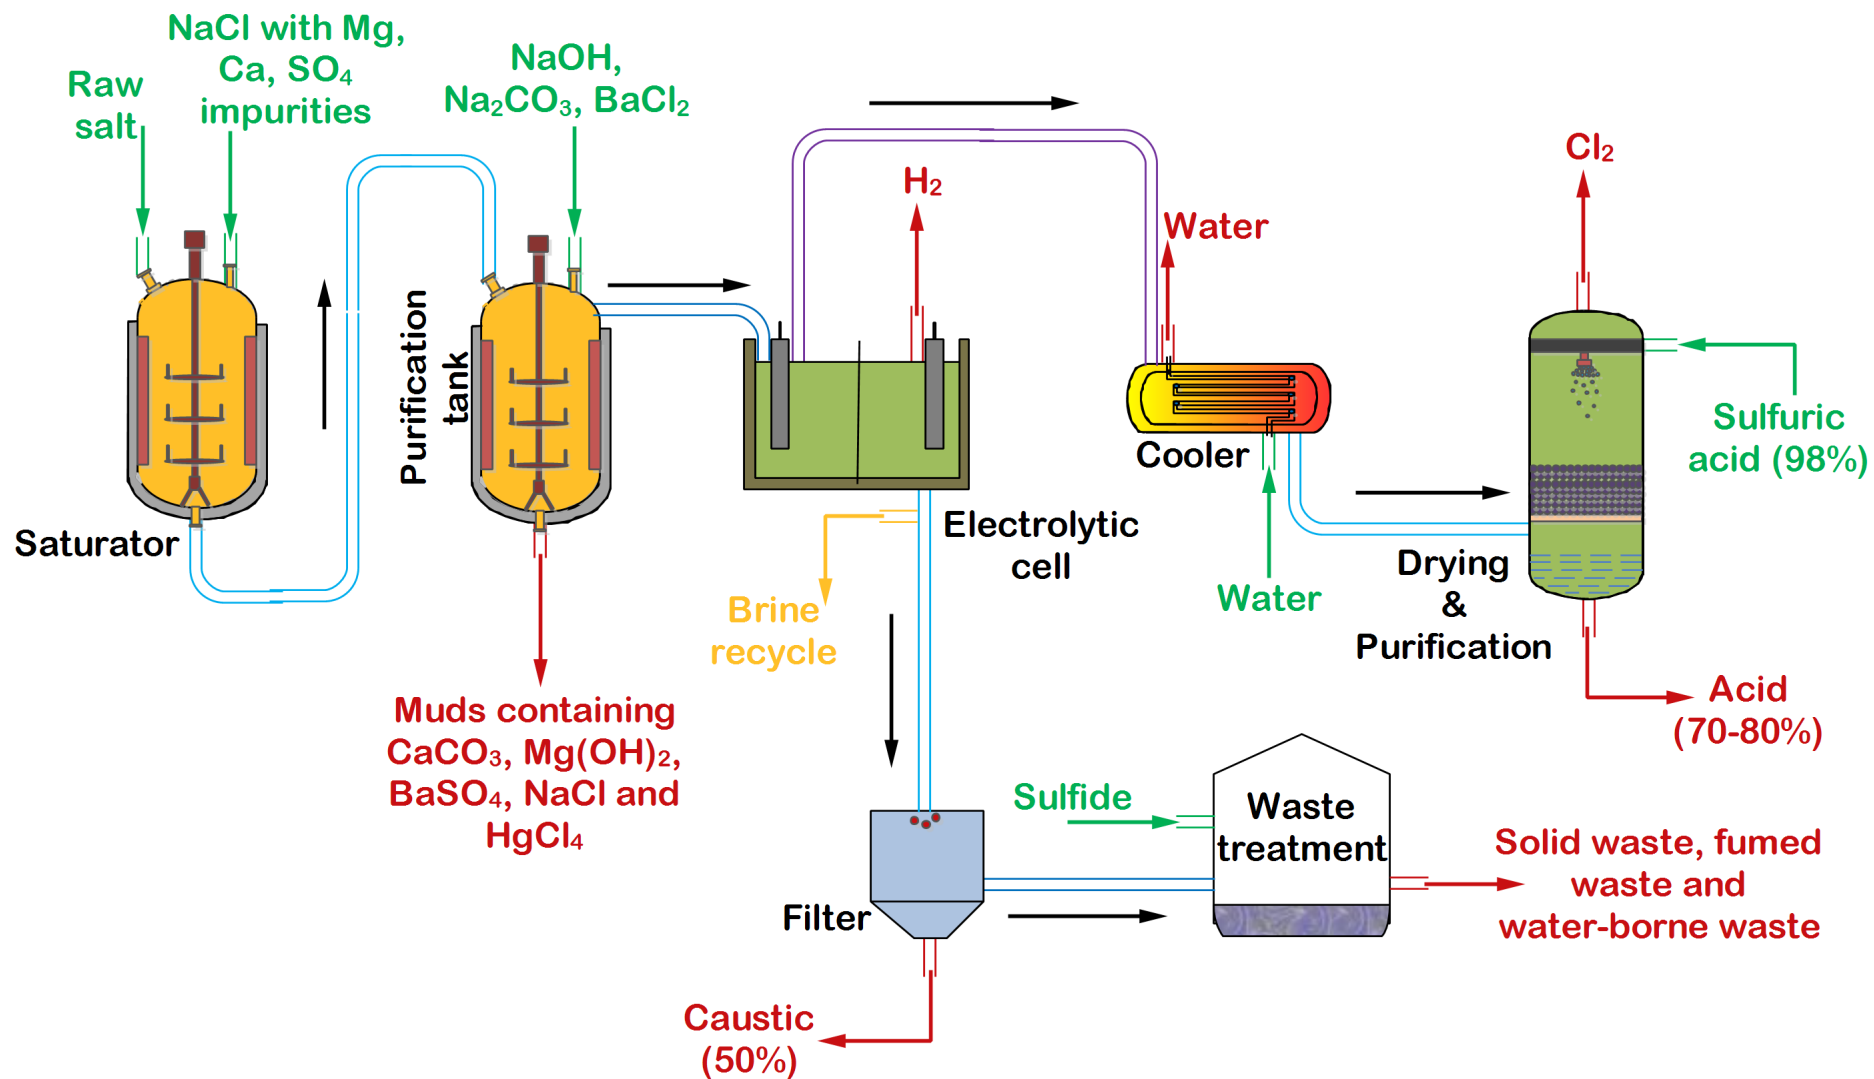 NaCl with Mg,
Ca, SO₄
impurities
Raw
salt
NaOH,
Na₂CO₃, BaCl₂
H₂
Water
Cl₂
Purification
tank
Saturator
Cooler
Sulfuric
acid (98%)
Electrolytic
cell
Brine
recycle
Water
Drying
&
Purification
Muds containing
CaCO₃, Mg(OH)₂,
BaSO₄, NaCl and
HgCl₄
Acid
(70-80%)
Sulfide
Waste
treatment
Solid waste, fumed
waste and
water-borne waste
Filter
Caustic
(50%)